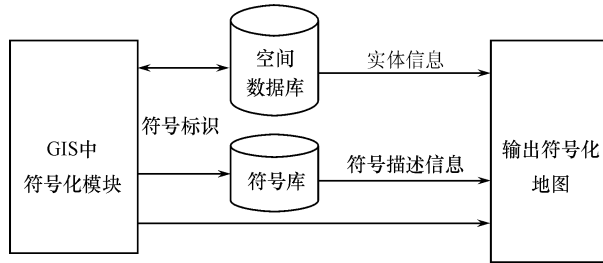 空间
数据库
实体信息
符号标识
GIS中
符号化模块
符号库
符号描述信息
输出符号化
地图